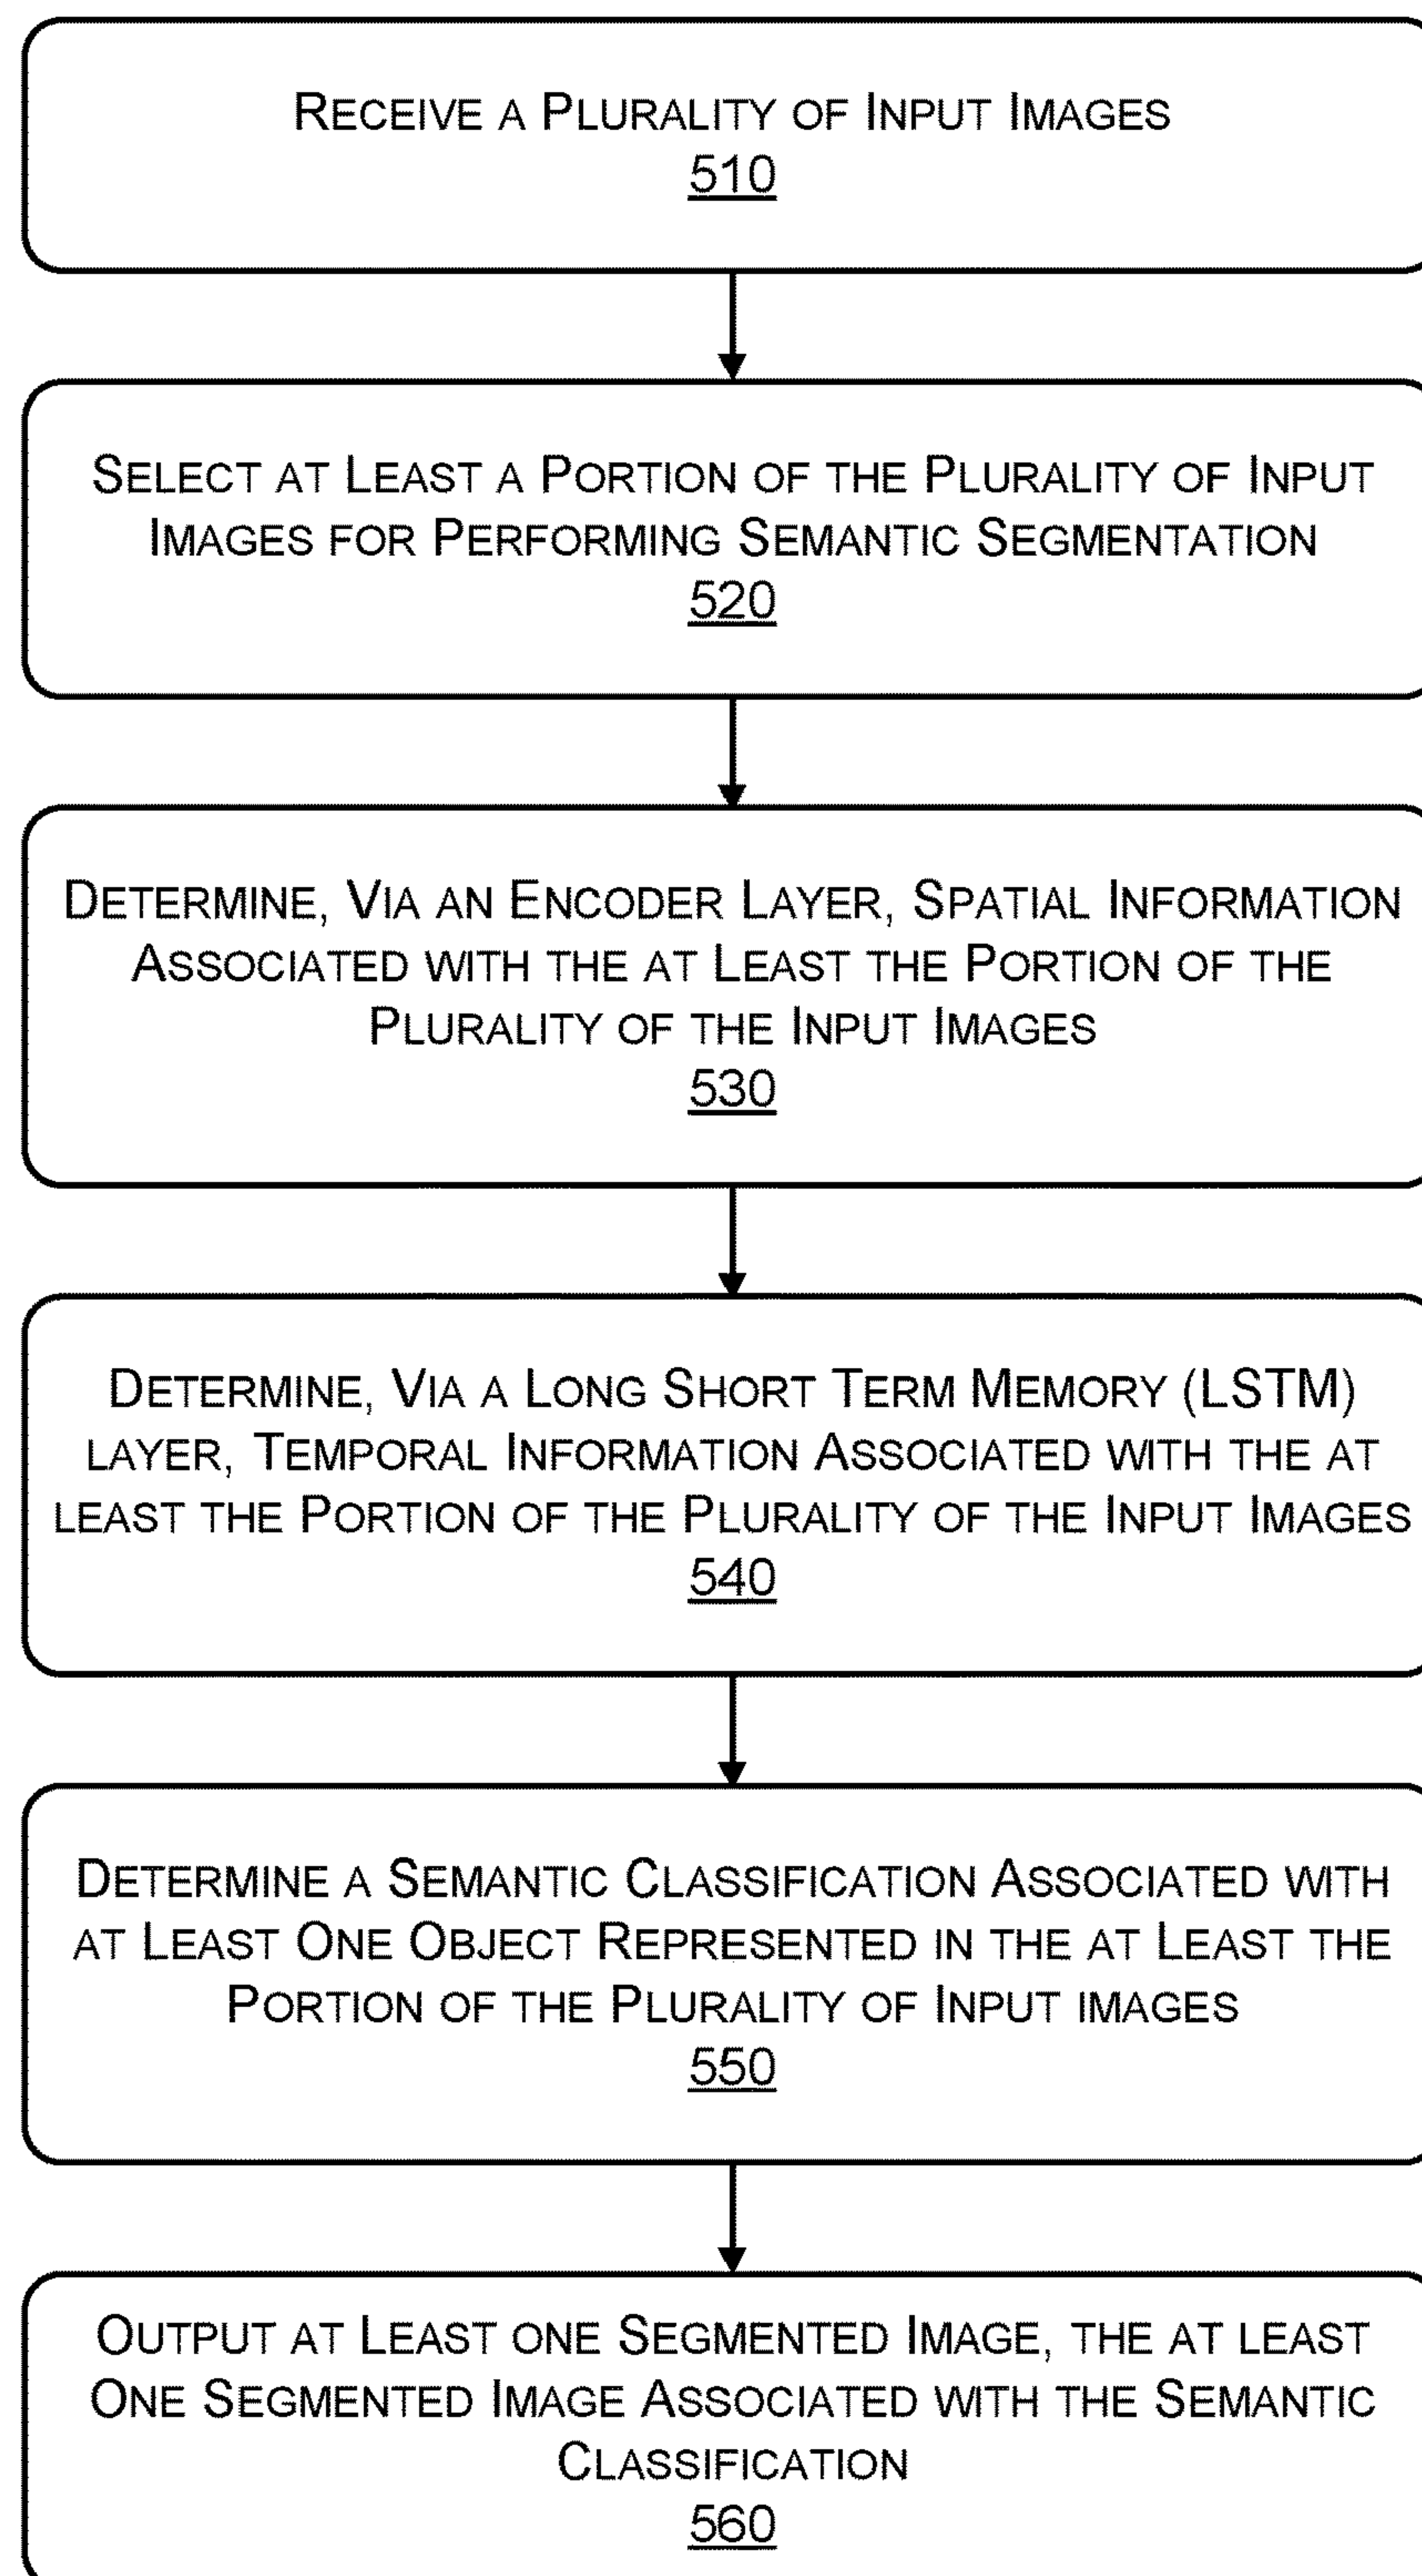 RECEIVE A PLURALITY OF INPUT IMAGES
510
SELECT AT LEAST A PORTION OF THE PLURALITY OF INPUT
IMAGES FOR PERFORMING SEMANTIC SEGMENTATION
520
DETERMINE, VIA AN ENCODER LAYER, SPATIAL INFORMATION
ASSOCIATED WITH THE AT LEAST THE PORTION OF THE
PLURALITY OF THE INPUT IMAGES
530
DETERMINE, VIA A LONG SHORT TERM MEMORY (LSTM)
LAYER, TEMPORAL INFORMATION ASSOCIATED WITH THE AT
LEAST THE PORTION OF THE PLURALITY OF THE INPUT IMAGES
540
DETERMINE A SEMANTIC CLASSIFICATION ASSOCIATED WITH
AT LEAST ONE OBJECT REPRESENTED IN THE AT LEAST THE
PORTION OF THE PLURALITY OF INPUT IMAGES
550
OUTPUT AT LEAST ONE SEGMENTED IMAGE, THE AT LEAST
ONE SEGMENTED IMAGE ASSOCIATED WITH THE SEMANTIC
CLASSIFICATION
560